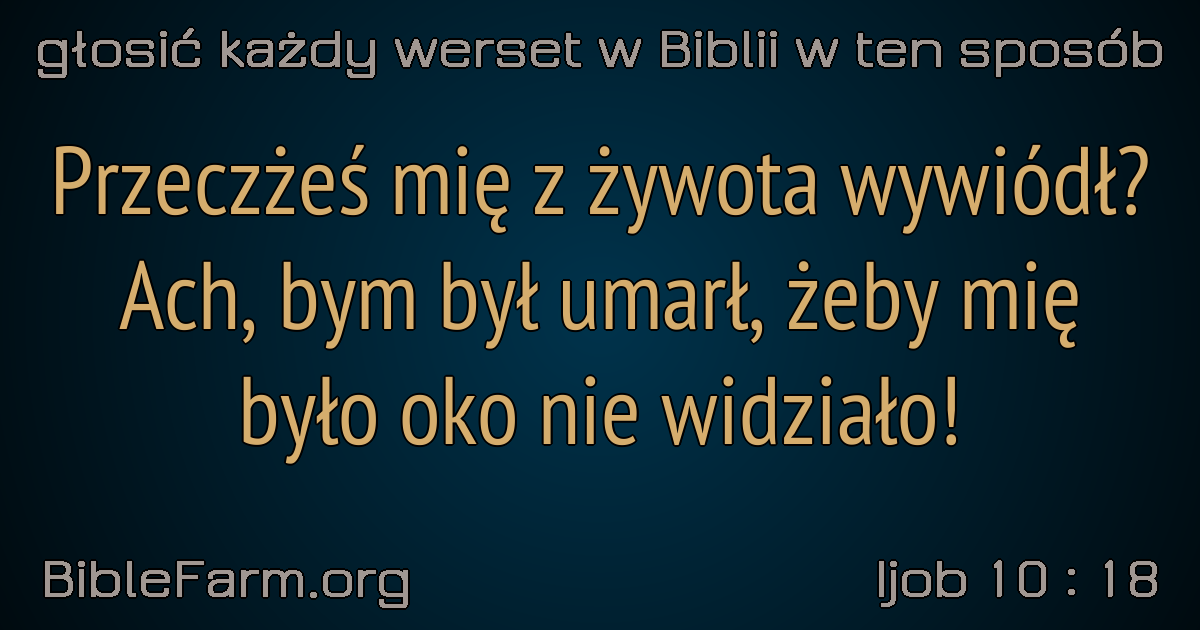 głosić każdy werset w Biblii w ten sposób
Przeczżeś mię z żywota wywiódł?
Ach, bym był umarł, żeby mię
było oko nie widziało!
BibleFarm.org
Ijob 10 : 18